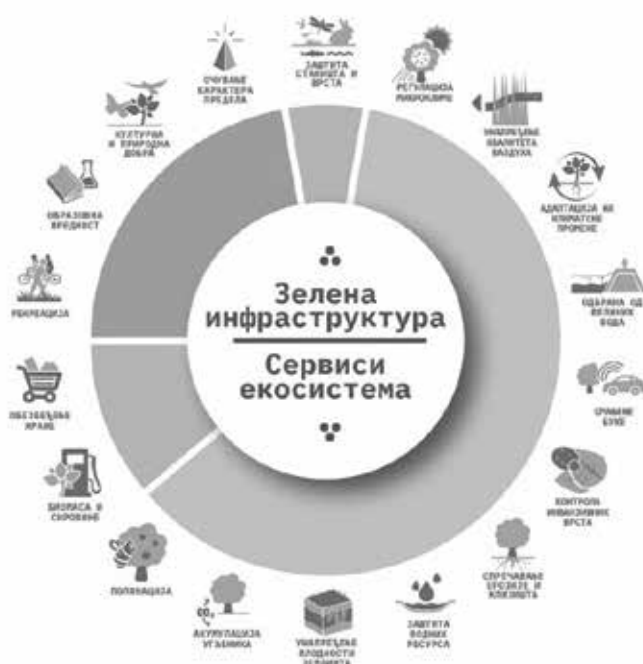 Зелена
инфраструктура
Сервиси
екосистема
ЗАШТИТА
СТАНИШТА И
ВРСТА
РЕГУЛАЦИЈА
МИКРОКЛИМЕ
УНАПРЕЂЕЊЕ
КВАЛИТЕТА
ВАЗДУХА
АДАПТАЦИЈА НА
КЛИМАТСКЕ
ПРОМЕНЕ
ОДБРАНА ОД
ВЕЛИКИХ
ВОДА
БУКЕ
КОНТРОЛА
ИНВАЗИВНИХ
ВРСТА
СПРЕЧАВАЊЕ
ЕРОЗИЈЕ И
КЛИЗИШТА
ЗАШТИТА
ВОДНИХ
РЕСУРСА
УНАПРЕЂЕЊЕ
ПЛОДНОСТИ
ЗЕМЉИШТА
CO₂
АКУМУЛАЦИЈА
УГЉЕНИКА
ПОЛИНАЦИЈА
БИОМАСА И
СИРОВИНЕ
ОБЕЗБЕЂЕЊЕ
ХРАНЕ
РЕКРЕАЦИЈА
ОБРАЗОВНА
ВРЕДНОСТ
КУЛТУРНА
И ПРИРОДНА
ДОБРА
ОЧУВАЊЕ
КАРАКТЕРА
ПРЕДЕЛА